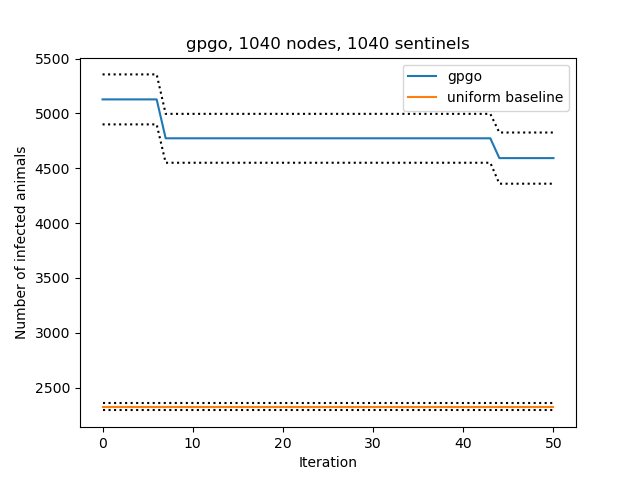 gpgo, 1040 nodes, 1040 sentinels
gpgo
uniform baseline
Number of infected animals
5500
5000
4500
4000
3500
3000
2500
0 10 20 30 40 50
Iteration